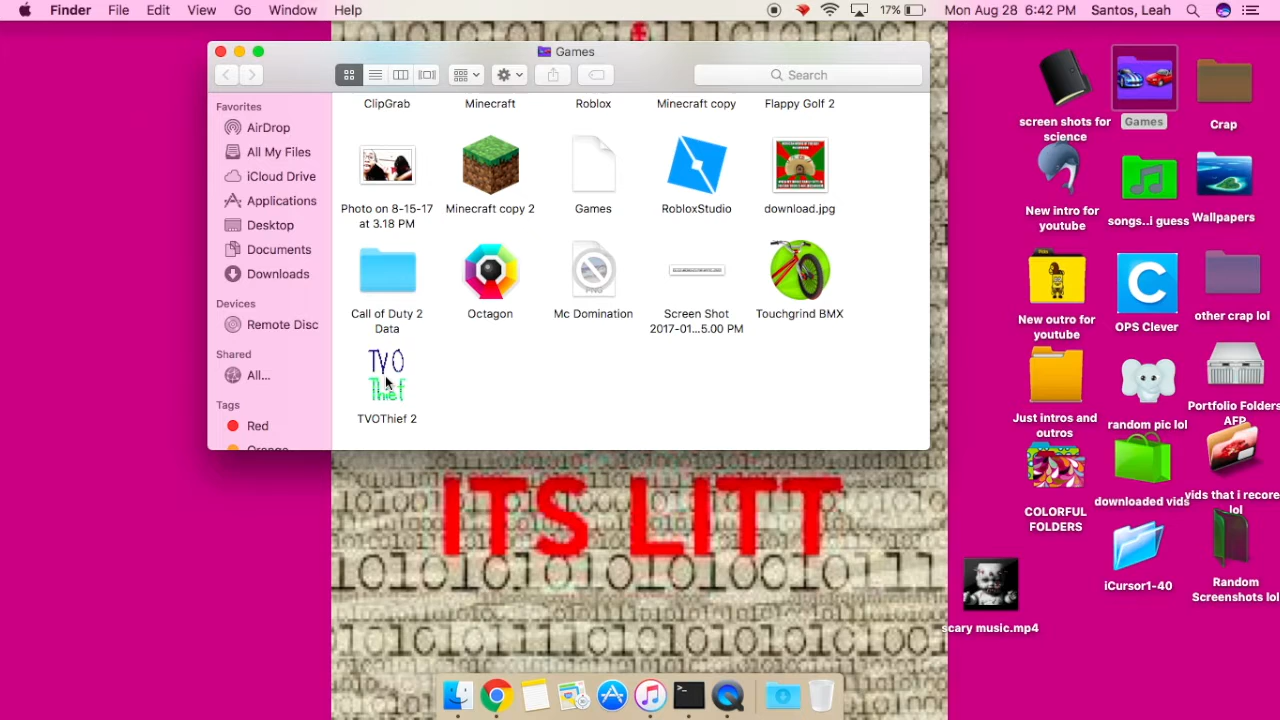 Finder File Edit View Go Window Help 17% Mon Aug 28 6:42 PM Santos, Leah
Games
Search
Favorites
AirDrop
All My Files
iCloud Drive
Applications
Desktop
Documents
Downloads
Devices
Remote Disc
Shared
All...
Tags
Red
Orange
ClipGrab Minecraft Roblox Minecraft copy Flappy Golf 2
Photo on 8-15-17
at 3.18 PM
Minecraft copy 2
Games
RobloxStudio
download.jpg
Call of Duty 2
Data
Octagon
PNG
Mc Domination
Screen Shot
2017-01...5.00 PM
Touchgrind BMX
TVO
Thief
TVOThief 2
ITS LITT
screen shots for
science
Games
Crap
New intro for
youtube
songs..i guess
Wallpapers
New outro for
youtube
C
OPS Clever
other crap lol
Just intros and
outros
random pic lol
Portfolio Folders
AFP
COLORFUL
FOLDERS
downloaded vids
vids that i recore
lol
scary music.mp4
iCursor1-40
Random
Screenshots lol